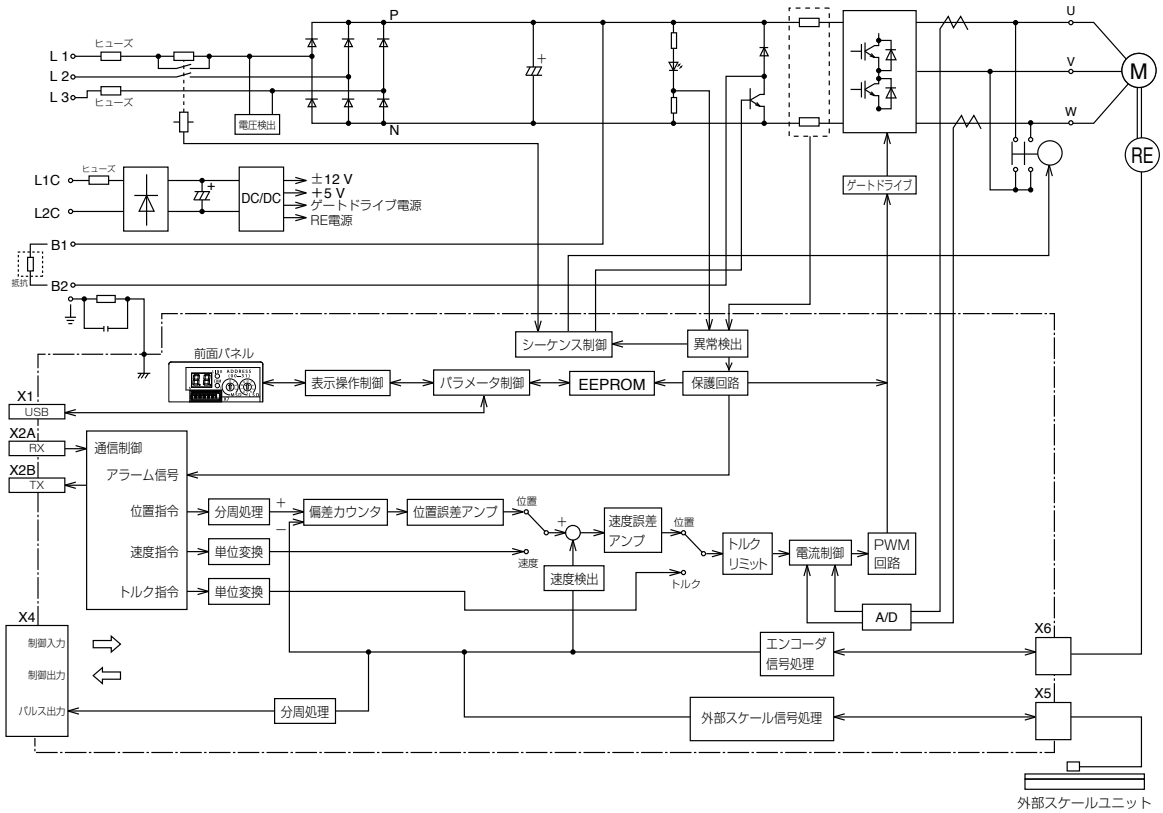 P
N
U
V
W
M
RE
L 1
L 2
L 3
ヒューズ
ヒューズ
電圧検出
ヒューズ
L1C
L2C
DC/DC
±12 V
+5 V
ゲートドライブ電源
RE電源
ゲートドライブ
B1
B2
抵抗
シーケンス制御
異常検出
前面パネル
ADDRESS
表示操作制御
パラメータ制御
EEPROM
保護回路
X1
USB
X2A
RX
X2B
TX
通信制御
アラーム信号
位置指令
速度指令
トルク指令
分周処理
単位変換
単位変換
+
−
偏差カウンタ
位置誤差アンプ
位置
速度
+
速度検出
速度誤差
アンプ
位置
トルク
トルク
リミット
電流制御
PWM
回路
A/D
X4
制御入力
制御出力
パルス出力
分周処理
エンコーダ
信号処理
外部スケール信号処理
X6
X5
外部スケールユニット